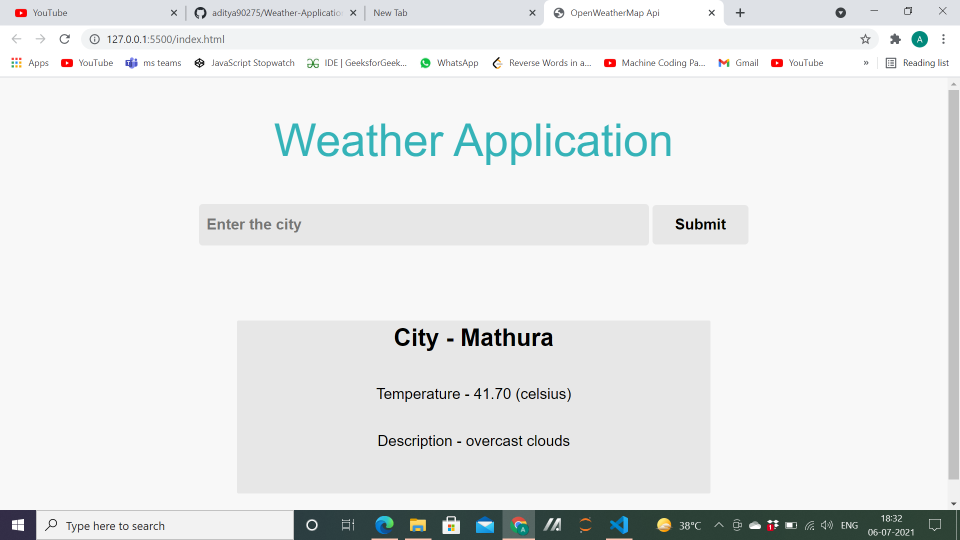 YouTube
aditya90275/Weather-Application
New Tab
OpenWeatherMap Api
127.0.0.1:5500/index.html
A
Apps
YouTube
ms teams
JavaScript Stopwatch
IDE | GeeksforGeek...
WhatsApp
Reverse Words in a...
Machine Coding Pa...
Gmail
YouTube
»
Reading list
Weather Application
Enter the city
Submit
City - Mathura
Temperature - 41.70 (celsius)
Description - overcast clouds
Type here to search
38°C
ENG
18:32
06-07-2021